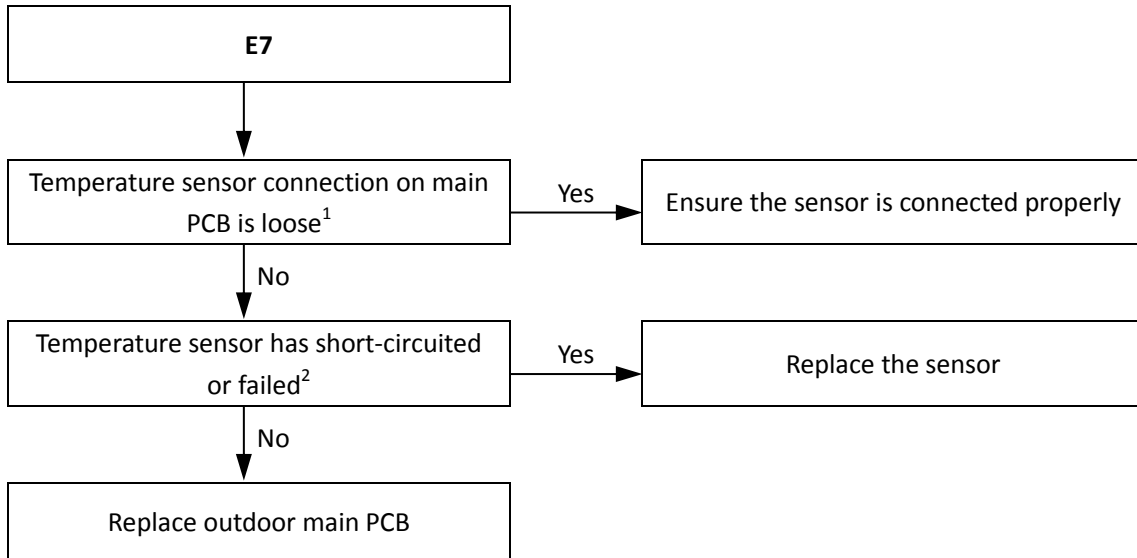 E7
Temperature sensor connection on main
PCB is loose¹
Yes
Ensure the sensor is connected properly
No
Temperature sensor has short-circuited
or failed²
Yes
Replace the sensor
No
Replace outdoor main PCB